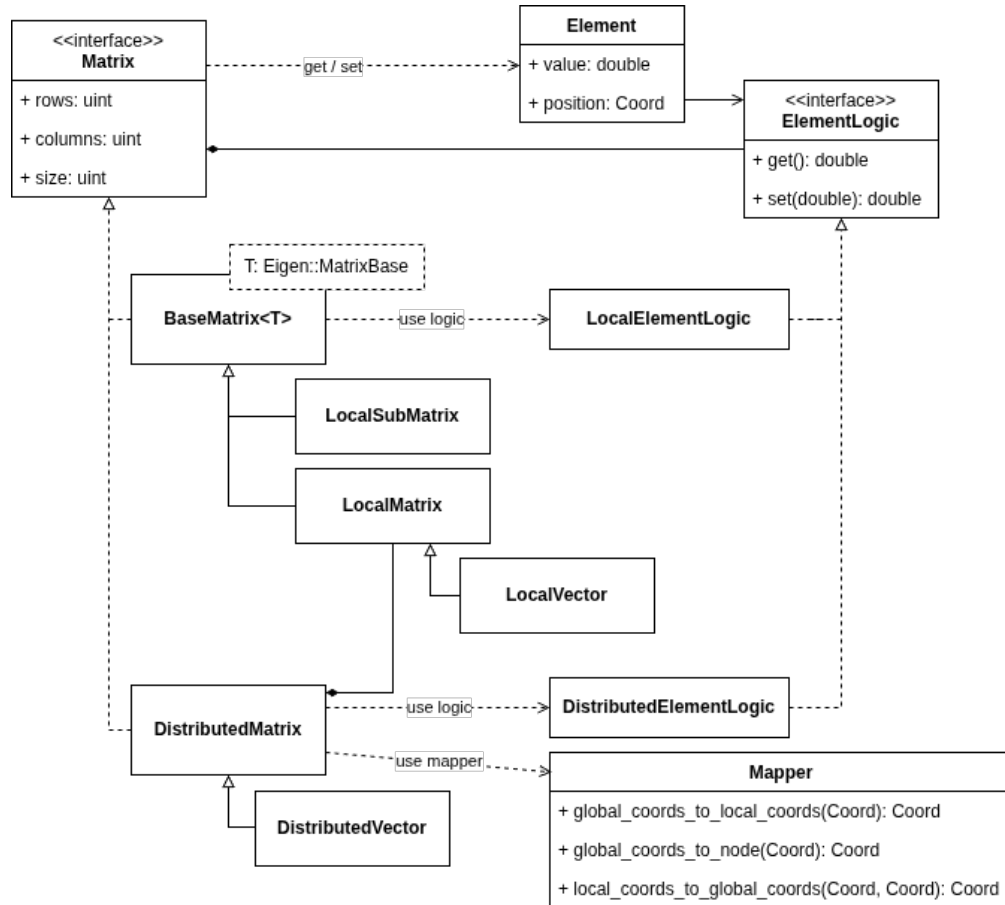 <<interface>>
Matrix
+ rows: uint
+ columns: uint
+ size: uint
get / set
Element
+ value: double
+ position: Coord
<<interface>>
ElementLogic
+ get(): double
+ set(double): double
T: Eigen::MatrixBase
BaseMatrix<T>
use logic
LocalElementLogic
LocalSubMatrix
LocalMatrix
LocalVector
DistributedMatrix
use logic
DistributedElementLogic
use mapper
Mapper
+ global_coords_to_local_coords(Coord): Coord
+ global_coords_to_node(Coord): Coord
+ local_coords_to_global_coords(Coord, Coord): Coord
DistributedVector